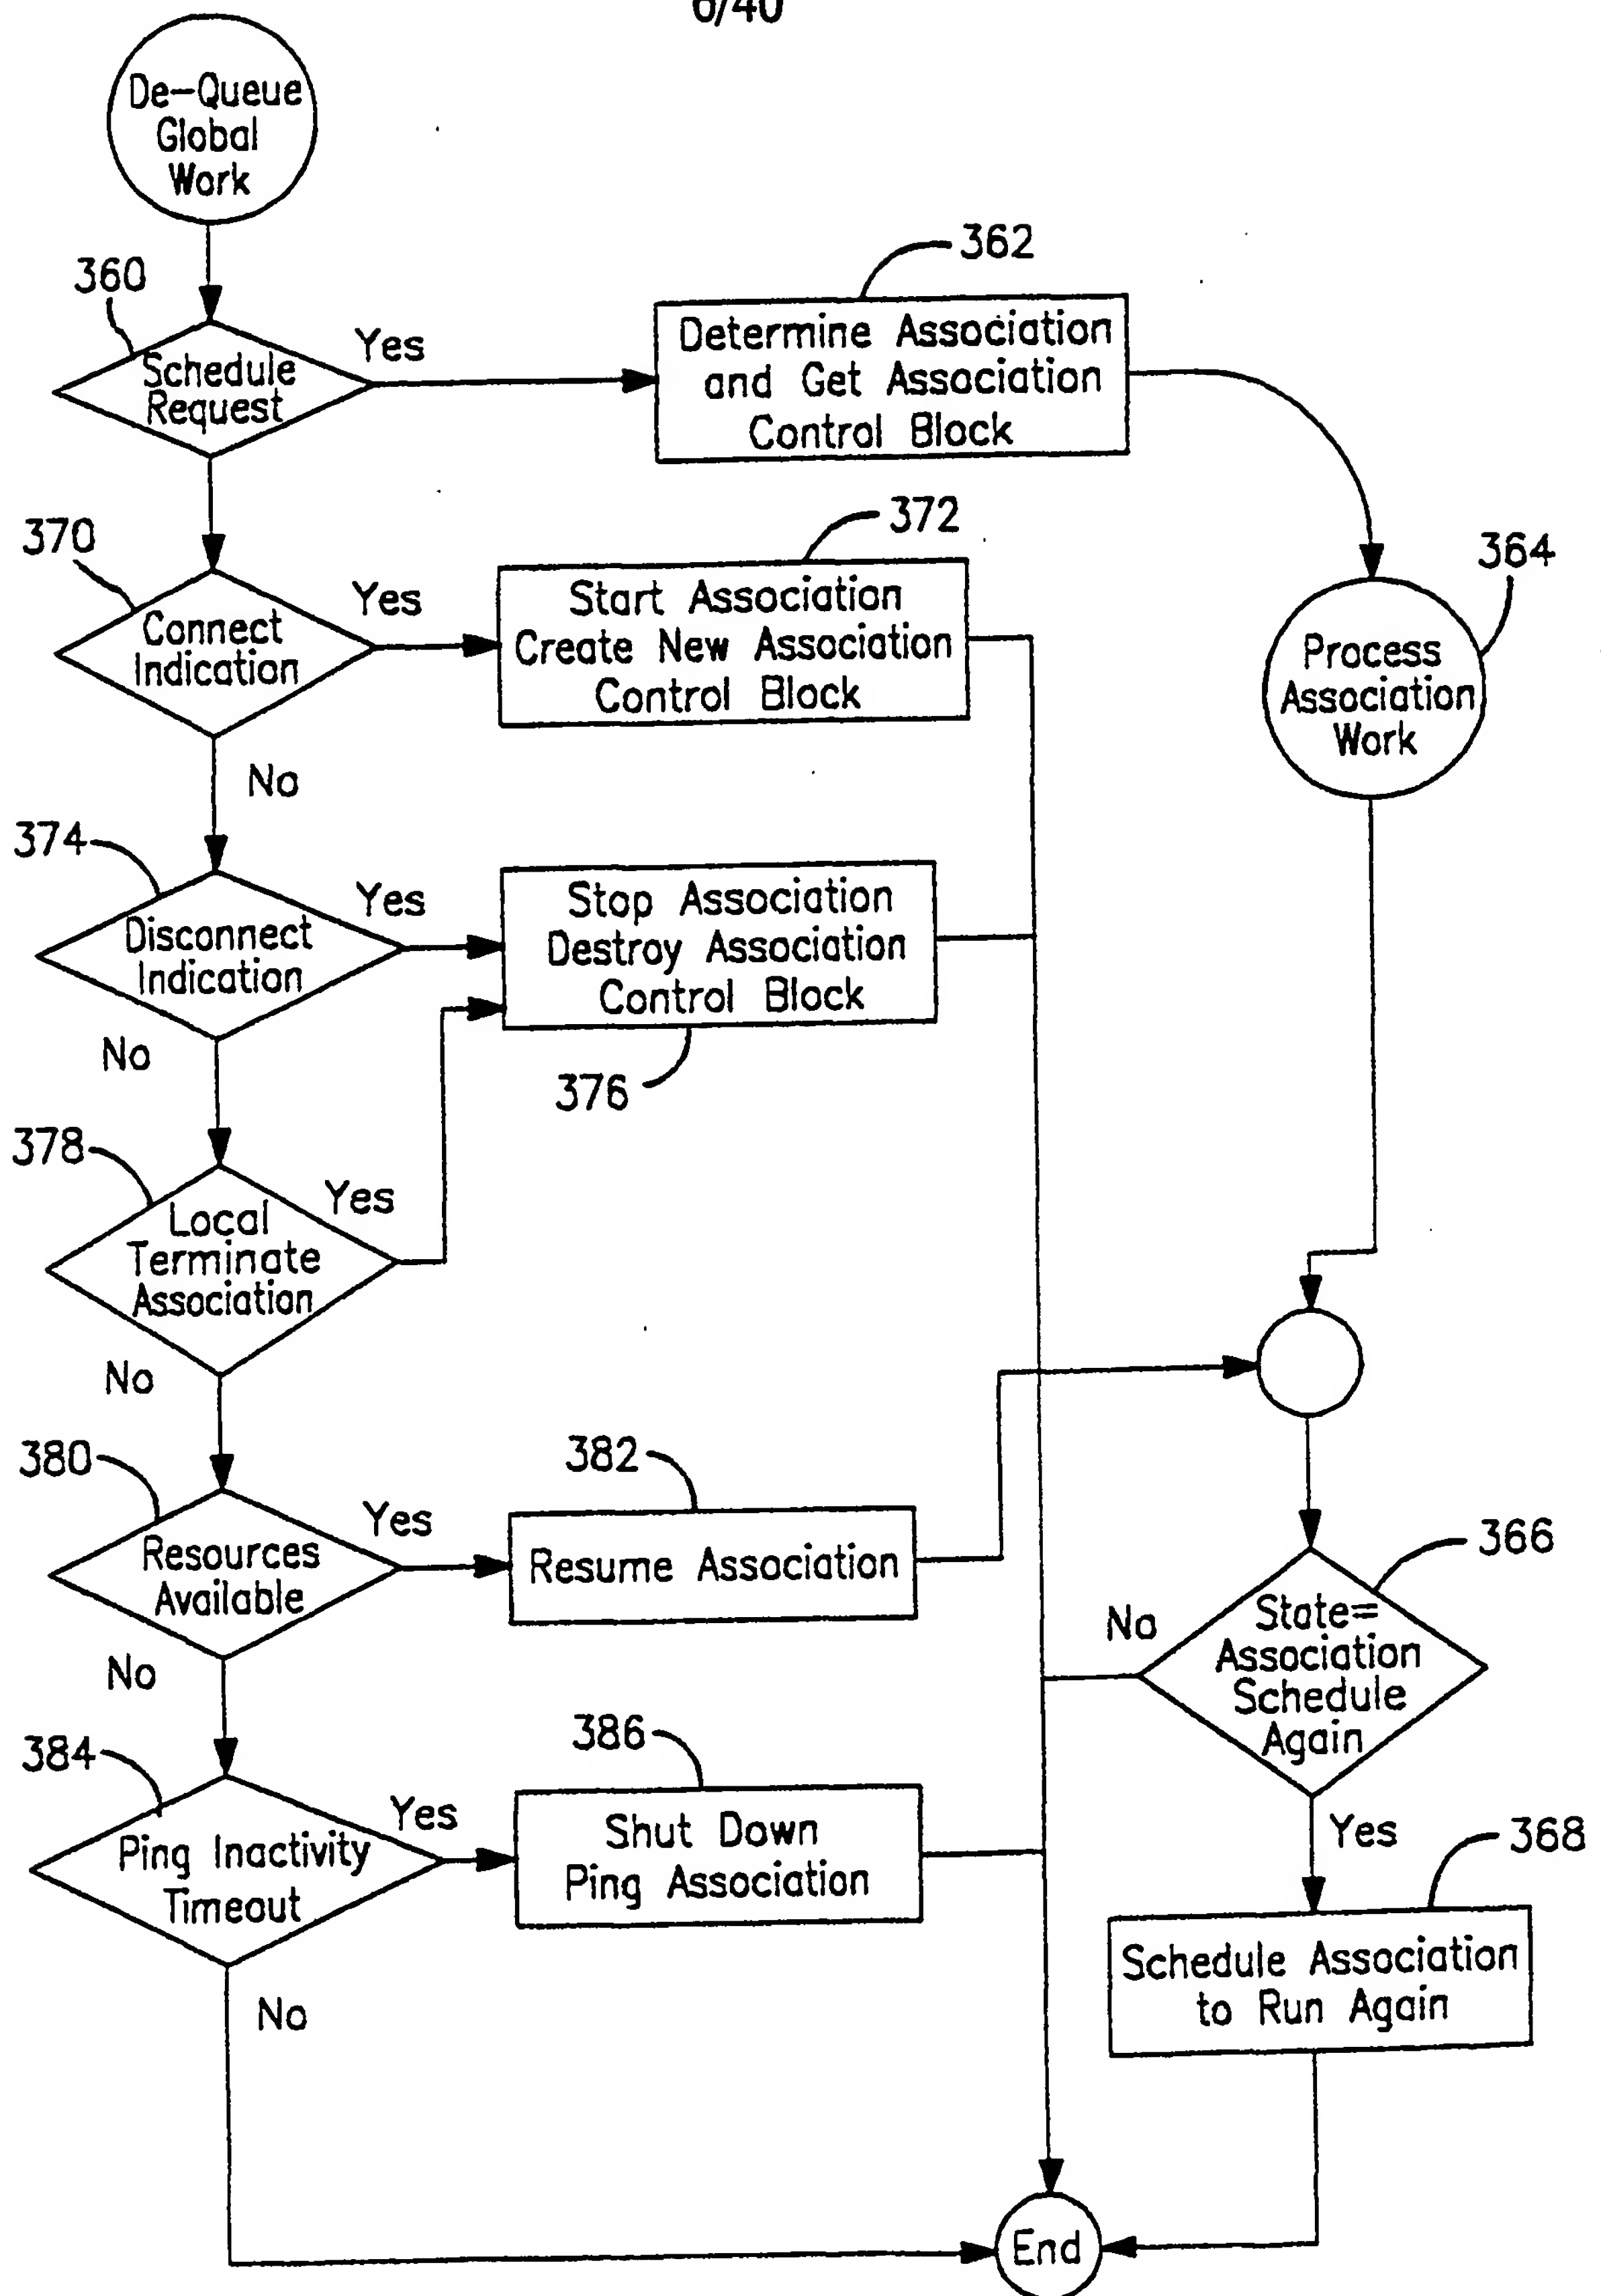 6/40
De-Queue
Global
Work
360
Schedule
Request
Yes
362
Determine Association
and Get Association
Control Block
370
Connect
Indication
Yes
372
Start Association
Create New Association
Control Block
364
Process
Association
Work
No
374
Disconnect
Indication
Yes
Stop Association
Destroy Association
Control Block
376
No
378
Local
Terminate
Association
Yes
No
380
Resources
Available
Yes
382
Resume Association
366
State=
Association
Schedule
Again
No
No
384
Ping Inactivity
Timeout
Yes
386
Shut Down
Ping Association
Yes
368
Schedule Association
to Run Again
No
End